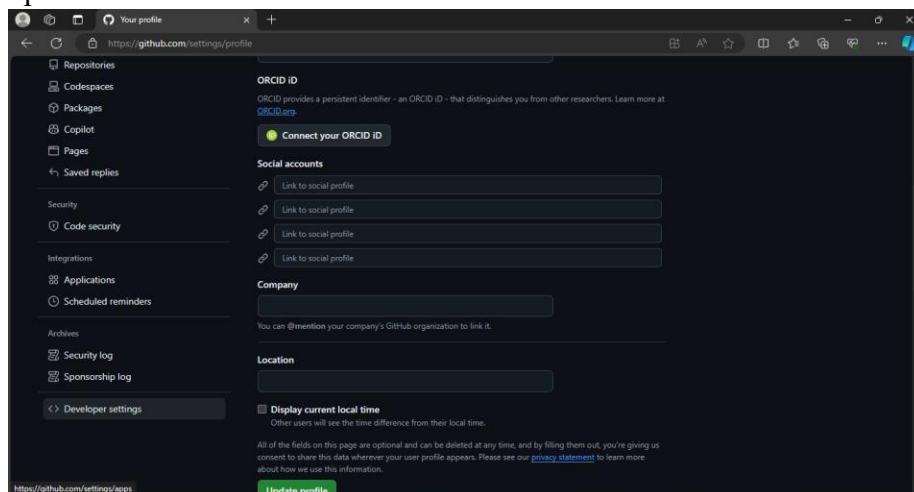 Your profile
https://github.com/settings/profile
Repositories
Codespaces
Packages
Copilot
Pages
Saved replies
Security
Code security
Integrations
Applications
Scheduled reminders
Archives
Security log
Sponsorship log
Developer settings
https://github.com/settings/apps
ORCID iD
ORCID provides a persistent identifier - an ORCID iD - that distinguishes you from other researchers. Learn more at
ORCID.org.
Connect your ORCID iD
Social accounts
Link to social profile
Link to social profile
Link to social profile
Link to social profile
Company
You can @mention your company's GitHub organization to link it.
Location
Display current local time
Other users will see the time difference from their local time.
All of the fields on this page are optional and can be deleted at any time, and by filling them out, you're giving us
consent to share this data wherever your user profile appears. Please see our privacy statement to learn more
about how we use this information.
Update profile